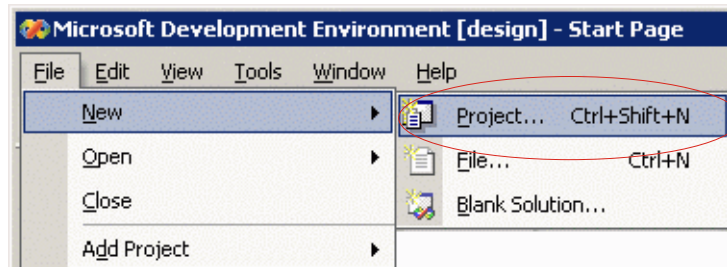 Microsoft Development Environment [design] - Start Page
File Edit View Tools Window Help
New Project... Ctrl+Shift+N
Open File... Ctrl+N
Close Blank Solution...
Add Project